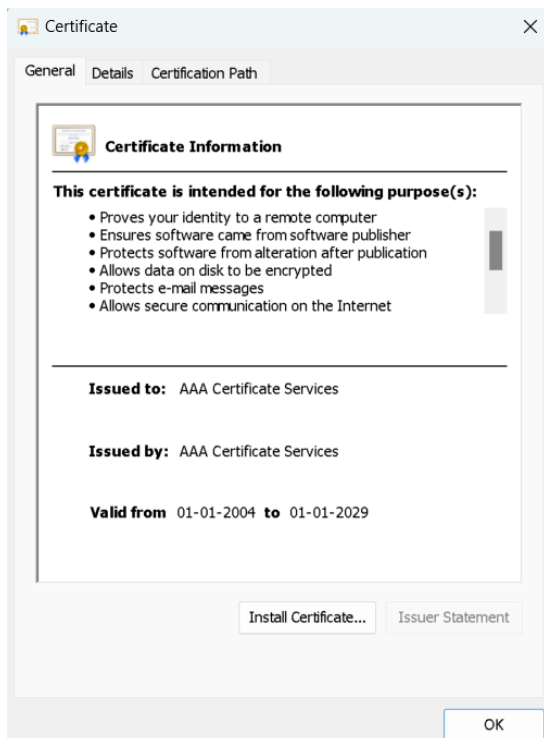 Certificate
General Details Certification Path
Certificate Information
This certificate is intended for the following purpose(s):
• Proves your identity to a remote computer
• Ensures software came from software publisher
• Protects software from alteration after publication
• Allows data on disk to be encrypted
• Protects e-mail messages
• Allows secure communication on the Internet
Issued to: AAA Certificate Services
Issued by: AAA Certificate Services
Valid from 01-01-2004 to 01-01-2029
Install Certificate... Issuer Statement
OK